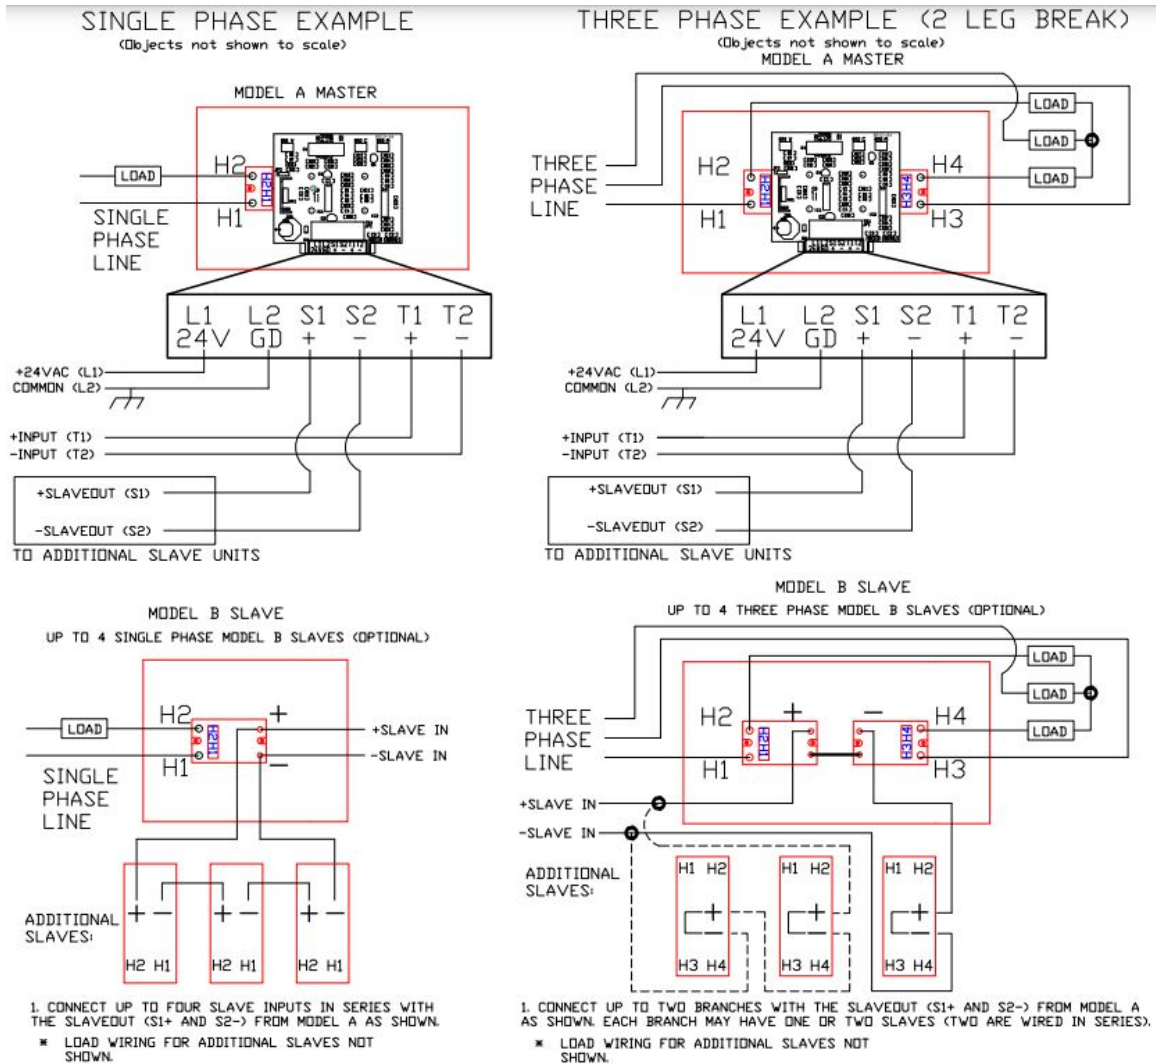 SINGLE PHASE EXAMPLE
(Objects not shown to scale)
MODEL A MASTER
H2
LOAD
H2H1
H1
SINGLE
PHASE
LINE
L1 L2 S1 S2 T1 T2
24V GD + - + -
+24VAC (L1)
COMMON (L2)
+INPUT (T1)
-INPUT (T2)
+SLAVEOUT (S1)
-SLAVEOUT (S2)
TO ADDITIONAL SLAVE UNITS
MODEL B SLAVE
UP TO 4 SINGLE PHASE MODEL B SLAVES (OPTIONAL)
H2 +
LOAD
H2H1
+SLAVE IN
-SLAVE IN
H1 -
SINGLE
PHASE
LINE
ADDITIONAL
SLAVES:
+ - + - + -
H2 H1 H2 H1 H2 H1
1. CONNECT UP TO FOUR SLAVE INPUTS IN SERIES WITH
THE SLAVEOUT (S1+ AND S2-) FROM MODEL A AS SHOWN.
* LOAD WIRING FOR ADDITIONAL SLAVES NOT
SHOWN.
THREE PHASE EXAMPLE (2 LEG BREAK)
(Objects not shown to scale)
MODEL A MASTER
LOAD
LOAD
LOAD
THREE
PHASE
LINE
H2 H4
H2H1 H3H4
H1 H3
L1 L2 S1 S2 T1 T2
24V GD + - + -
+24VAC (L1)
COMMON (L2)
+INPUT (T1)
-INPUT (T2)
+SLAVEOUT (S1)
-SLAVEOUT (S2)
TO ADDITIONAL SLAVE UNITS
MODEL B SLAVE
UP TO 4 THREE PHASE MODEL B SLAVES (OPTIONAL)
LOAD
LOAD
LOAD
THREE
PHASE
LINE
H2 + - H4
H2H1 H3H4
H1 H3
+SLAVE IN
-SLAVE IN
ADDITIONAL
SLAVES:
H1 H2 H1 H2 H1 H2
+ + +
- - -
H3 H4 H3 H4 H3 H4
1. CONNECT UP TO TWO BRANCHES WITH THE SLAVEOUT (S1+ AND S2-) FROM MODEL A
AS SHOWN. EACH BRANCH MAY HAVE ONE OR TWO SLAVES (TWO ARE WIRED IN SERIES).
* LOAD WIRING FOR ADDITIONAL SLAVES NOT
SHOWN.